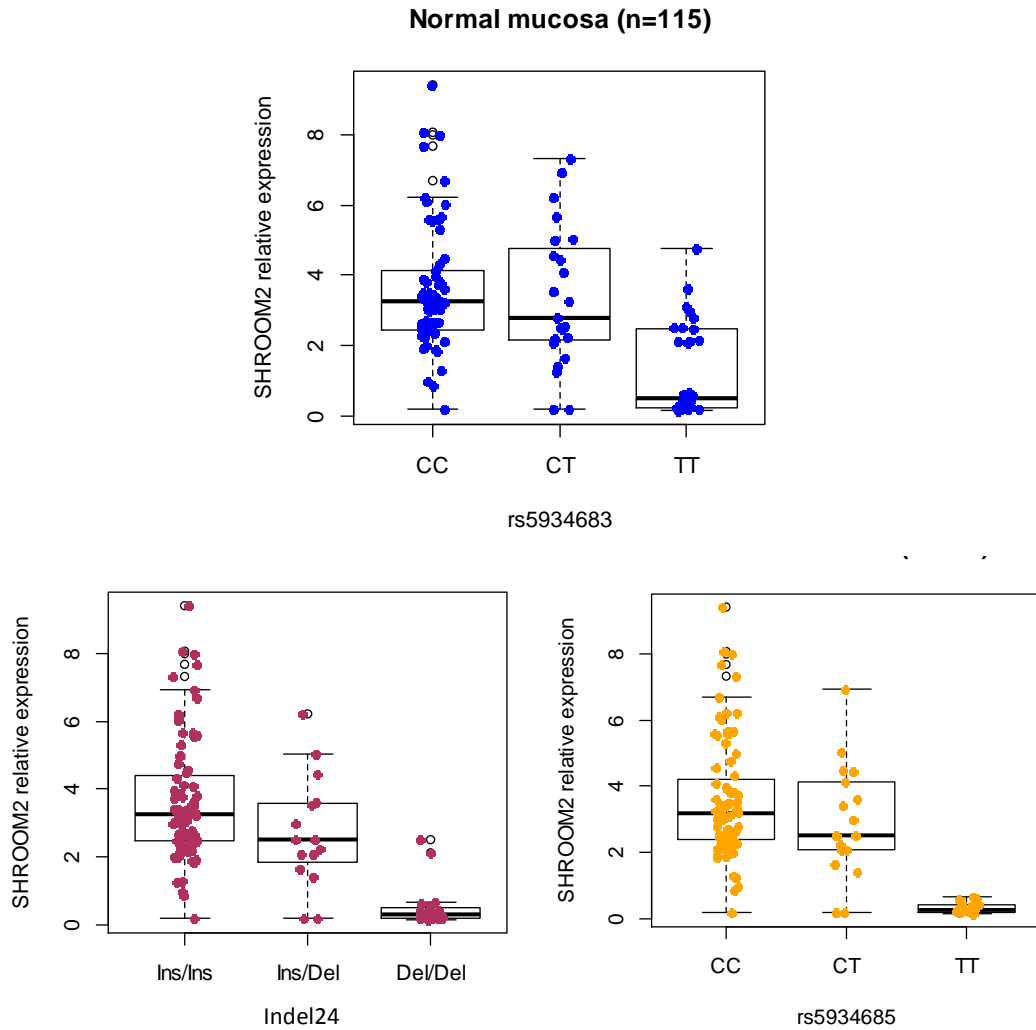 Normal mucosa (n=115)
SHROOM2 relative expression
8
6
4
2
0
CC CT TT
rs5934683
SHROOM2 relative expression
8
6
4
2
0
Ins/Ins Ins/Del Del/Del
Indel24
SHROOM2 relative expression
8
6
4
2
0
CC CT TT
rs5934685